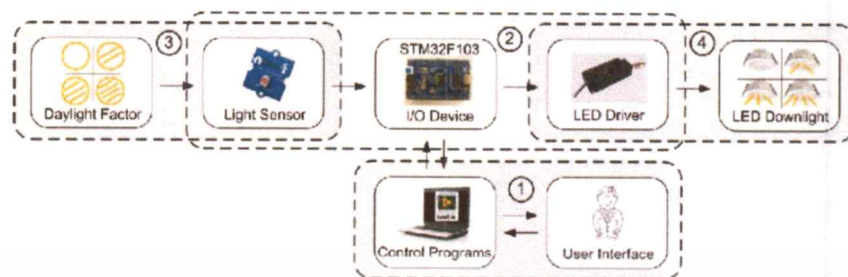 3
2
4
STM32F103
Daylight Factor
Light Sensor
I/O Device
LED Driver
LED Downlight
1
Control Programs
User Interface